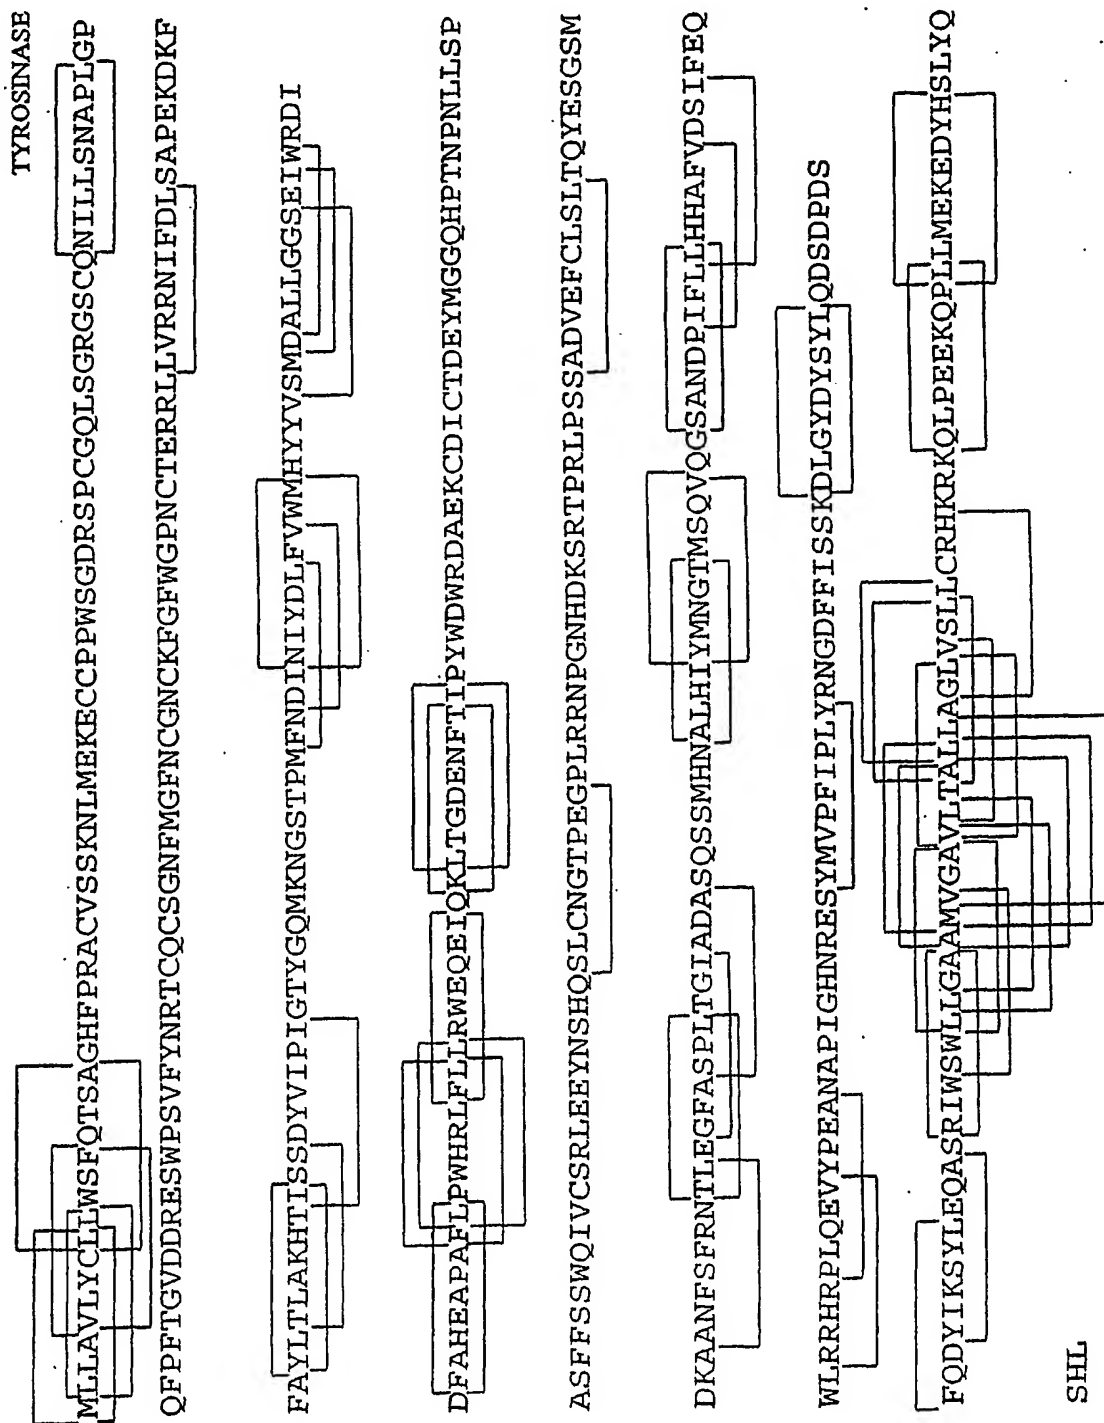 TYROSINASE
MLLAVLYCLLWSFQTSAGHFPRACVSSKNLMEKECCPPWSGDRSPCGQLSGRGSCQNILLSNAPLGP
QFPFTGVDDRESWPSVFYNRTCQCSGNFMGFNCGNCKFGFWGPNCTERRLLVRRNIFDLSAPEKDKF
FAYLTLAKHTISSDYVIPIGTYGQMKNGSTPMFNDINIYDLFVWMHYYVSMDALLGGSEIWRDI
DFAHEAPAFLPWHRLFLLRWEQEIQKLTGDENFTIPYWDWRDAEKCDICTDEYMGGQHPTNPNLLSP
ASFFSSWQIVCSRLEEYNSHQSLCNGTPEGPLRRNPGNHDKSRTPRLPSSADVEFCLSLTQYESGSM
DKAANFSFRNTLEGFASPLTGIADASQSSMHNALHIYMNGTMSQVQGSANDPIFLLHHAFVDSIFEQ
WLRRHRPLQEVYPEANAPIGHNRESYMVPFIPLYRNGDFFISSKDLGYDYSYLQDSDPDS
FQDYIKSYLEQASRIWSWLLGAAMVGAVLTALLAGLVSLLCRHKRKQLPEEKQPLLMEKEDYHSLYQ
SHL